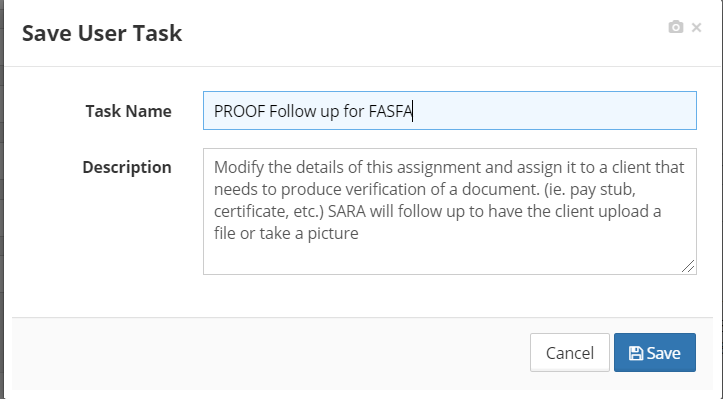 Save User Task
Task Name
PROOF Follow up for FASFA
Description
Modify the details of this assignment and assign it to a client that
needs to produce verification of a document. (ie. pay stub,
certificate, etc.) SARA will follow up to have the client upload a
file or take a picture
Cancel
Save